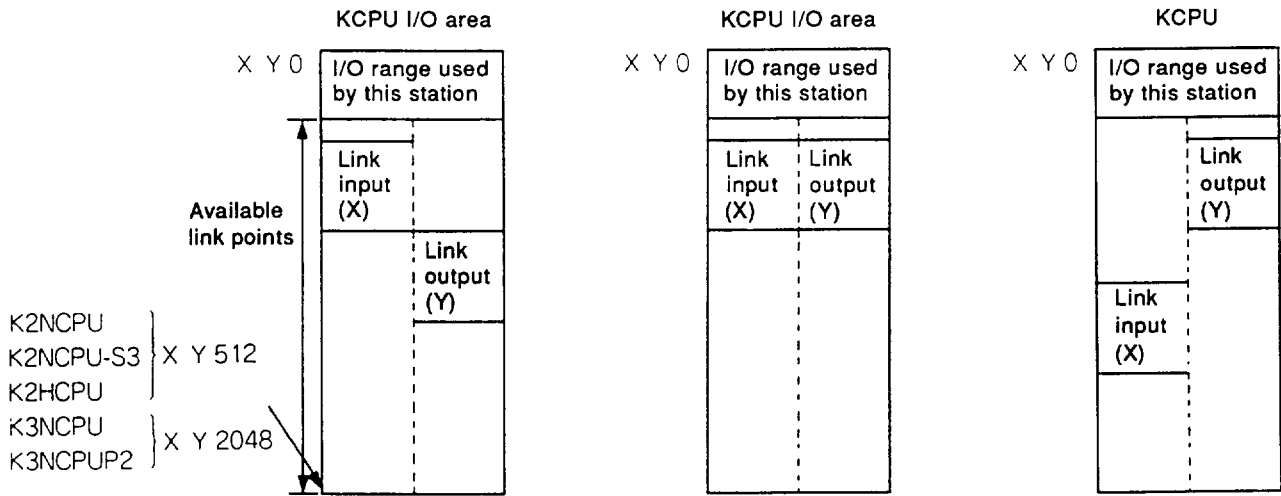 KCPU I/O area
X Y 0
I/O range used
by this station
Link
input
(X)
Link
output
(Y)
Available
link points
K2NCPU
K2NCPU-S3
K2HCPU
X Y 512
K3NCPU
K3NCPUP2
X Y 2048
KCPU I/O area
X Y 0
I/O range used
by this station
Link
input
(X)
Link
output
(Y)
KCPU
X Y 0
I/O range used
by this station
Link
output
(Y)
Link
input
(X)